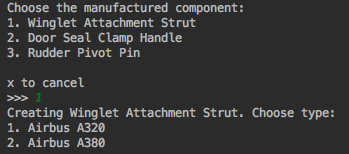 Choose the manufactured component:
1. Winglet Attachment Strut
2. Door Seal Clamp Handle
3. Rudder Pivot Pin
x to cancel
>>> 1
Creating Winglet Attachment Strut. Choose type:
1. Airbus A320
2. Airbus A380